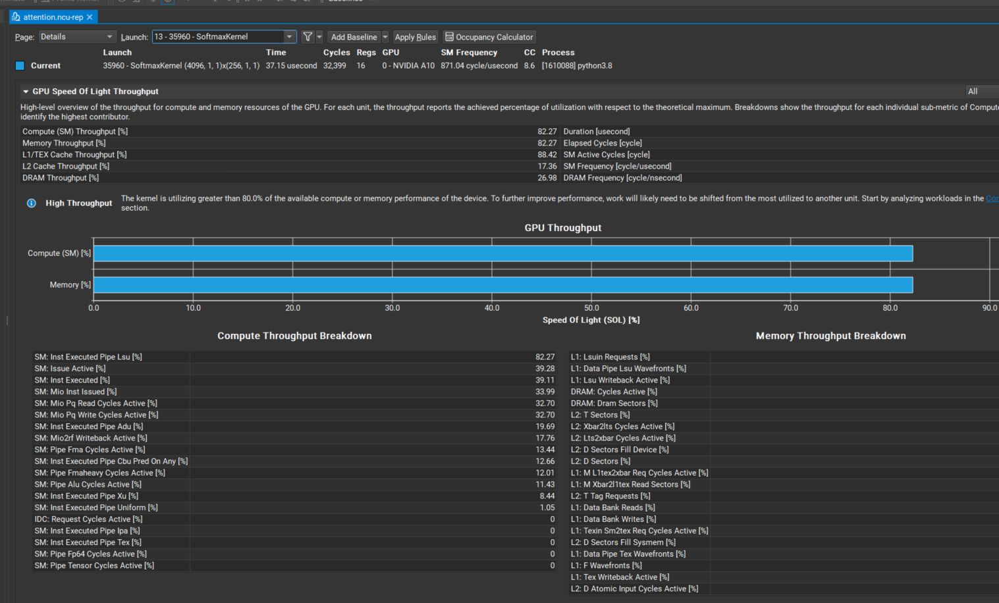 Baselines
attention.ncu-rep
Page: Details Launch: 13 - 35960 - SoftmaxKernel Add Baseline Apply Rules Occupancy Calculator
Launch Time Cycles Regs GPU SM Frequency CC Process
Current 35960 - SoftmaxKernel (4096, 1, 1)x(256, 1, 1) 37.15 usecond 32,399 16 0 - NVIDIA A10 871.04 cycle/usecond 8.6 [1610088] python3.8
GPU Speed Of Light Throughput All
High-level overview of the throughput for compute and memory resources of the GPU. For each unit, the throughput reports the achieved percentage of utilization with respect to the theoretical maximum. Breakdowns show the throughput for each individual sub-metric of Compute
identify the highest contributor.
Compute (SM) Throughput [%] 82.27 Duration [usecond]
Memory Throughput [%] 82.27 Elapsed Cycles [cycle]
L1/TEX Cache Throughput [%] 88.42 SM Active Cycles [cycle]
L2 Cache Throughput [%] 17.36 SM Frequency [cycle/usecond]
DRAM Throughput [%] 26.98 DRAM Frequency [cycle/nsecond]
High Throughput The kernel is utilizing greater than 80.0% of the available compute or memory performance of the device. To further improve performance, work will likely need to be shifted from the most utilized to another unit. Start by analyzing workloads in the
section.
GPU Throughput
Compute (SM) [%]
Memory [%]
0.0 10.0 20.0 30.0 40.0 50.0 60.0 70.0 80.0 90.0
Speed Of Light (SOL) [%]
Compute Throughput Breakdown Memory Throughput Breakdown
SM: Inst Executed Pipe Lsu [%] 82.27 L1: Lsuin Requests [%]
SM: Issue Active [%] 39.28 L1: Data Pipe Lsu Wavefronts [%]
SM: Inst Executed [%] 39.11 L1: Lsu Writeback Active [%]
SM: Mio Inst Issued [%] 33.99 DRAM: Cycles Active [%]
SM: Mio Pq Read Cycles Active [%] 32.70 DRAM: Dram Sectors [%]
SM: Mio Pq Write Cycles Active [%] 32.70 L2: T Sectors [%]
SM: Inst Executed Pipe Adu [%] 19.69 L2: Xbar2lts Cycles Active [%]
SM: Mio2rf Writeback Active [%] 17.76 L2: Lts2xbar Cycles Active [%]
SM: Pipe Fma Cycles Active [%] 13.44 L2: D Sectors Fill Device [%]
SM: Inst Executed Pipe Cbu Pred On Any [%] 12.66 L2: D Sectors [%]
SM: Pipe Fmaheavy Cycles Active [%] 12.01 L1: M L1tex2xbar Req Cycles Active [%]
SM: Pipe Alu Cycles Active [%] 11.43 L1: M Xbar2l1tex Read Sectors [%]
SM: Inst Executed Pipe Xu [%] 8.44 L2: T Tag Requests [%]
SM: Inst Executed Pipe Uniform [%] 1.05 L1: Data Bank Reads [%]
IDC: Request Cycles Active [%] 0 L1: Data Bank Writes [%]
SM: Inst Executed Pipe Ipa [%] 0 L1: Texin Sm2tex Req Cycles Active [%]
SM: Inst Executed Pipe Tex [%] 0 L2: D Sectors Fill Sysmem [%]
SM: Pipe Fp64 Cycles Active [%] 0 L1: Data Pipe Tex Wavefronts [%]
SM: Pipe Tensor Cycles Active [%] 0 L1: F Wavefronts [%]
L1: Tex Writeback Active [%]
L2: D Atomic Input Cycles Active [%]